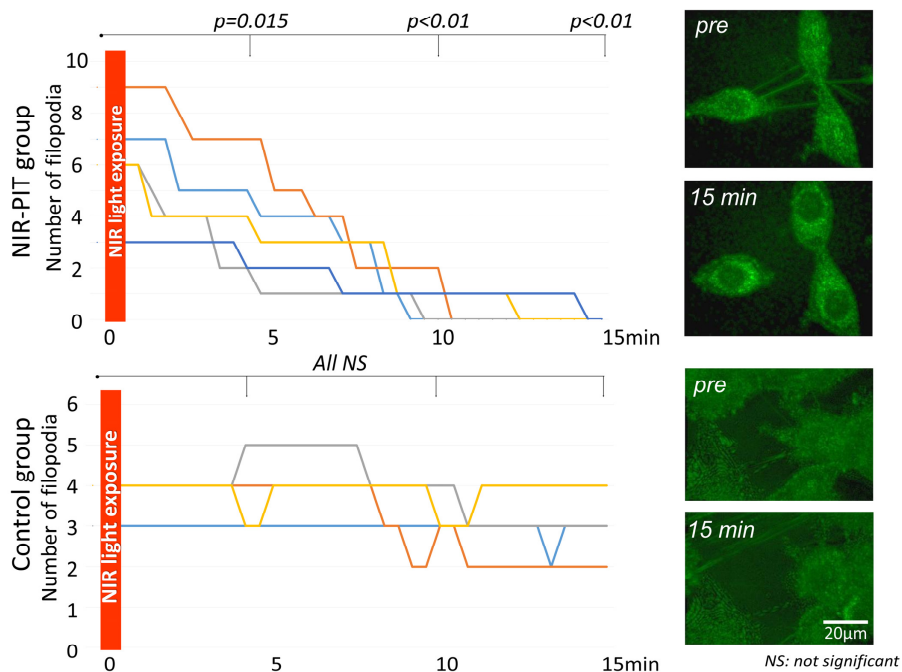 p=0.015 p<0.01 p<0.01
NIR-PIT group
Number of filopodia
10
8
6
4
2
0
NIR light exposure
0 5 10 15min
pre
15 min
All NS
Control group
Number of filopodia
6
5
4
3
2
1
0
NIR light exposure
0 5 10 15min
pre
15 min
20μm
NS: not significant